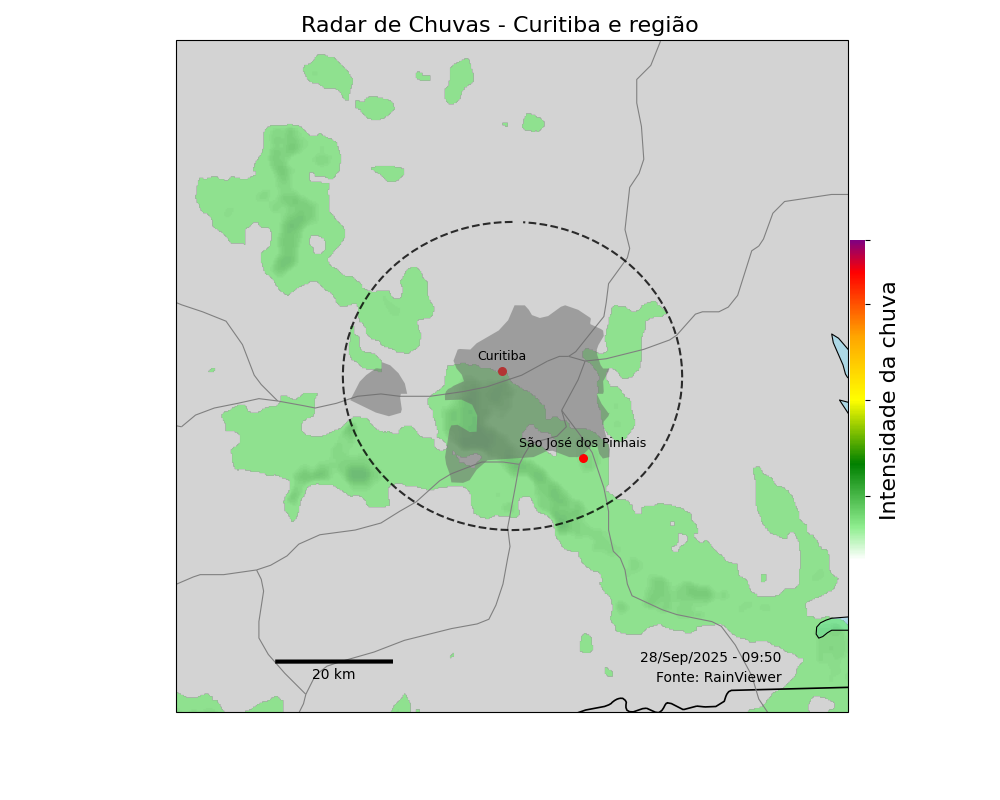 Radar de Chuvas - Curitiba e região
Curitiba
São José dos Pinhais
Intensidade da chuva
28/Sep/2025 - 09:50
Fonte: RainViewer
20 km